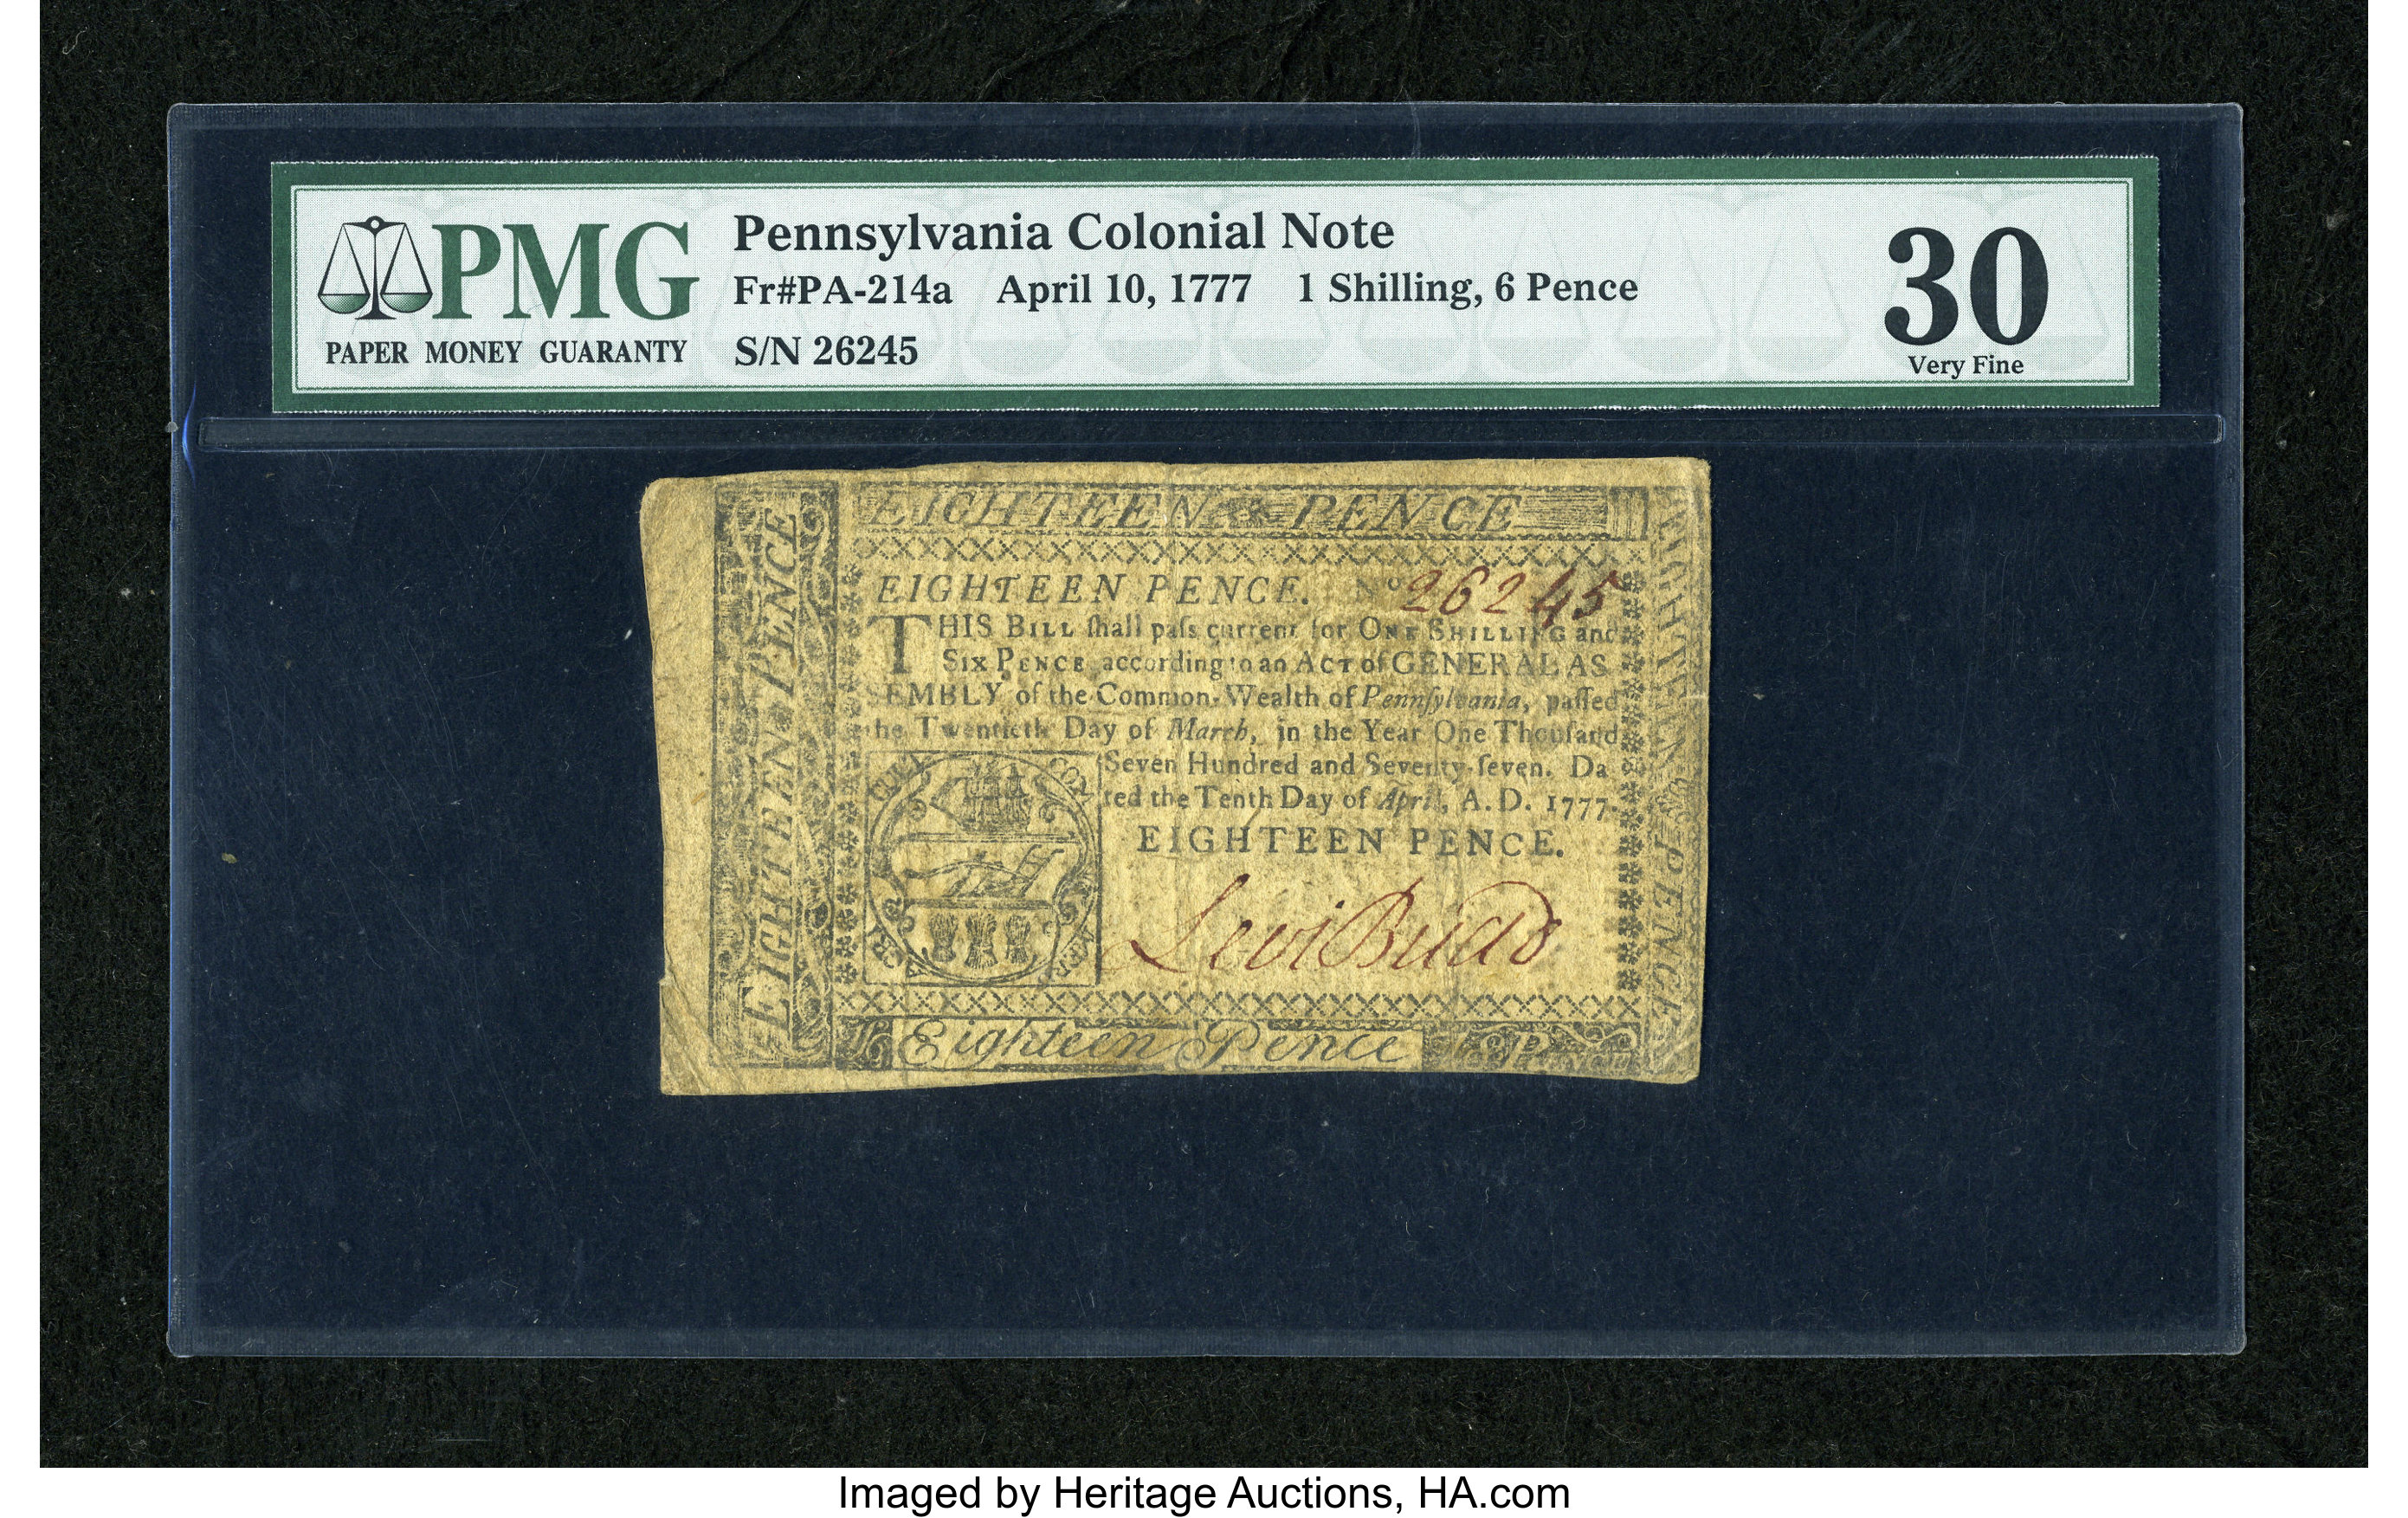 PMG
PAPER MONEY GUARANTY
Pennsylvania Colonial Note
Fr#PA-214a April 10, 1777 1 Shilling, 6 Pence
S/N 26245
30
Very Fine
EIGHTEEN PENCE
EIGHTEEN PENCE
EIGHTEEN PENCE
EIGHTEEN PENCE. No 26245
THIS BILL ſhall paſs current for ONE SHILLING and
SIX PENCE, according to an ACT of GENERAL AS
SEMBLY, of the Common-Wealth of Pennſylvania, paſſed
the Twentieth Day of March, in the Year One Thouſand
Seven Hundred and Seventy-ſeven. Da
ted the Tenth Day of April, A.D. 1777.
EIGHTEEN PENCE.
Levi Budd
Eighteen Pence
Imaged by Heritage Auctions, HA.com